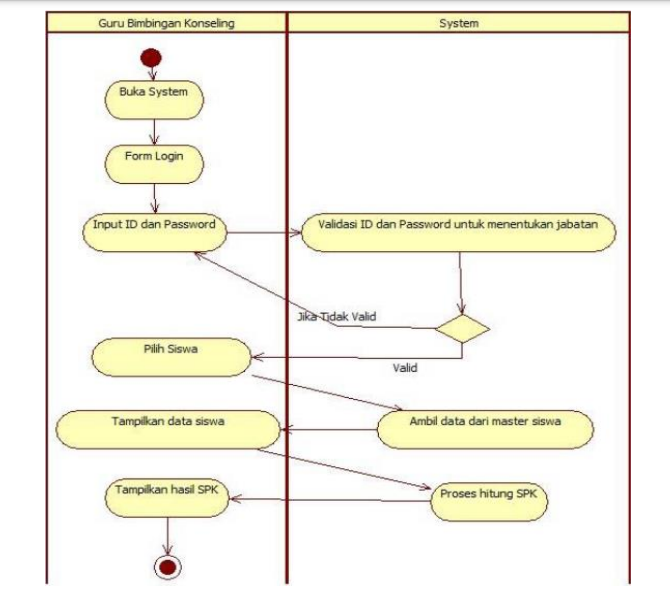 Guru Bimbingan Konseling
System
Buka System
Form Login
Input ID dan Password
Validasi ID dan Password untuk menentukan jabatan
Jika Tidak Valid
Valid
Pilih Siswa
Ambil data dari master siswa
Tampilkan data siswa
Proses hitung SPK
Tampilkan hasil SPK